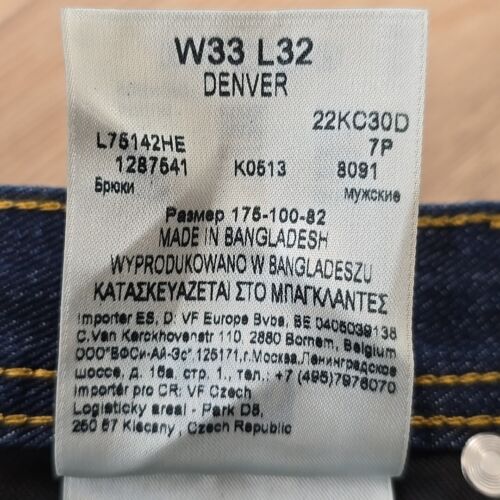 W33 L32
DENVER
22KC30D
L75142HE 7P
1287541 K0513 8091
Брюки Мужские
Размер 175-100-82
MADE IN BANGLADESH
WYPRODUKOWANO W BANGLADESZU
ΚΑΤΑΣΚΕΥΑΖΕΤΑΙ ΣΤΟ ΜΠΑΓΚΛΑΝΤΕΣ
Importer ES, D: VF Europe Bvba, BE 0405039138
C.Van Kerckhovenstr 110, 2880 Bornem, Belgium
ООО"ВФСи-Ай-Эс",125171,г.Москва,Ленинградское
шоссе, д. 16а, стр. 1., тел.: +7 (495)7976070
Importér pro CR: VF Czech
Logisticky areal - Park D8,
250 67 Klecany, Czech Republic